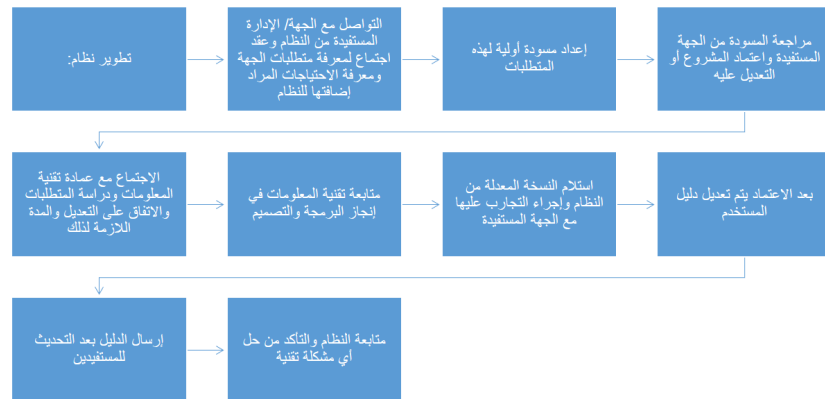 تطوير نظام:
التواصل مع الجهة/ الإدارة
المستفيدة من النظام وعقد
اجتماع لمعرفة متطلبات الجهة
ومعرفة الاحتياجات المراد
إضافتها للنظام
إعداد مسودة أولية لهذه
المتطلبات
مراجعة المسودة من الجهة
المستفيدة واعتماد المشروع أو
التعديل عليه
الاجتماع مع عمادة تقنية
المعلومات ودراسة المتطلبات
والاتفاق على التعديل والمدة
اللازمة لذلك
متابعة تقنية المعلومات في
إنجاز البرمجة والتصميم
استلام النسخة المعدلة من
النظام وإجراء التجارب عليها
مع الجهة المستفيدة
بعد الاعتماد يتم تعديل دليل
المستخدم
إرسال الدليل بعد التحديث
للمستفيدين
متابعة النظام والتأكد من حل
أي مشكلة تقنية